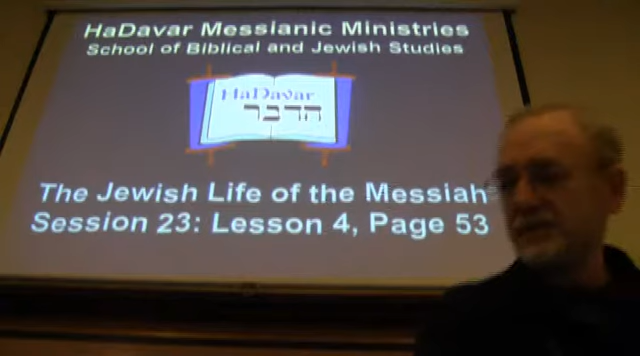 HaDavar Messianic Ministries
School of Biblical and Jewish Studies
HaDavar
הדבר
The Jewish Life of the Messiah
Session 23: Lesson 4, Page 53